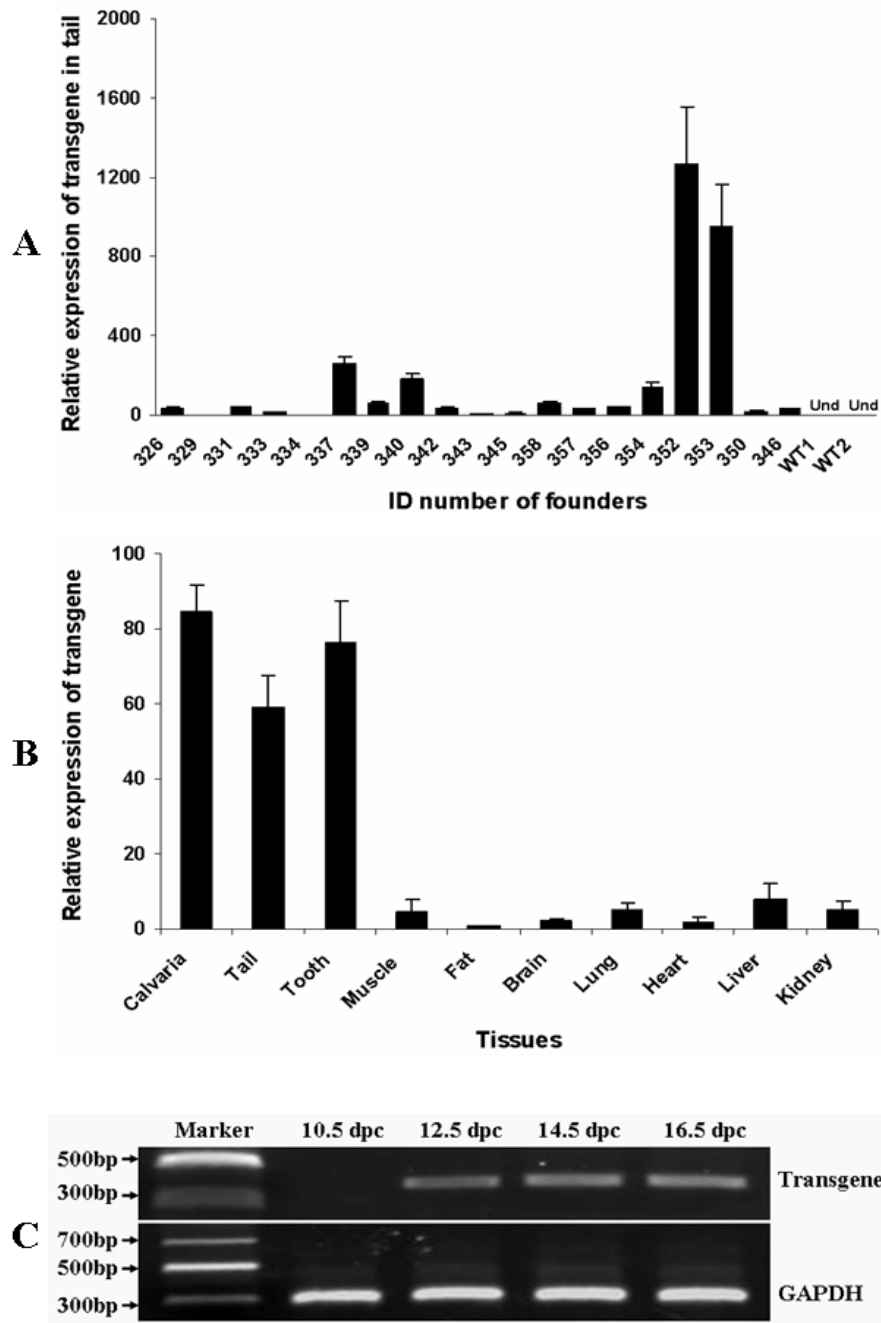 A
Relative expression of transgene in tail
2000
1600
1200
800
400
0
326
329
331
333
334
337
339
340
342
343
345
358
357
356
354
352
353
350
346
WT1
WT2
Und Und
ID number of founders
B
Relative expression of transgene
100
80
60
40
20
0
Calvaria
Tail
Tooth
Muscle
Fat
Brain
Lung
Heart
Liver
Kidney
Tissues
C
Marker 10.5 dpc 12.5 dpc 14.5 dpc 16.5 dpc
500bp
300bp
Transgene
700bp
500bp
300bp
GAPDH